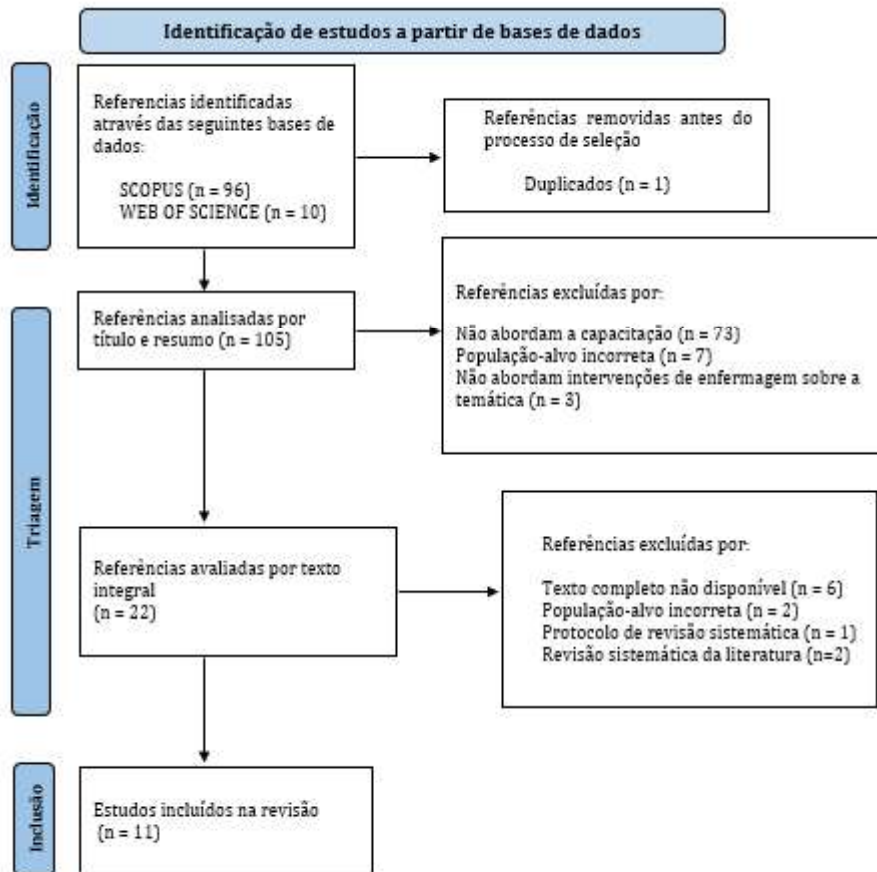 Identificação de estudos a partir de bases de dados
Identificação
Referencias identificadas
através das seguintes bases de
dados:
SCOPUS (n = 96)
WEB OF SCIENCE (n = 10)
Referências removidas antes do
processo de seleção
Duplicados (n = 1)
Triagem
Referências analisadas por
título e resumo (n = 105)
Referências excluídas por:
Não abordam a capacitação (n = 73)
População-alvo incorreta (n = 7)
Não abordam intervenções de enfermagem sobre a
temática (n = 3)
Referências avaliadas por texto
integral
(n = 22)
Referências excluídas por:
Texto completo não disponível (n = 6)
População-alvo incorreta (n = 2)
Protocolo de revisão sistemática (n = 1)
Revisão sistemática da literatura (n=2)
Inclusão
Estudos incluídos na revisão
(n = 11)